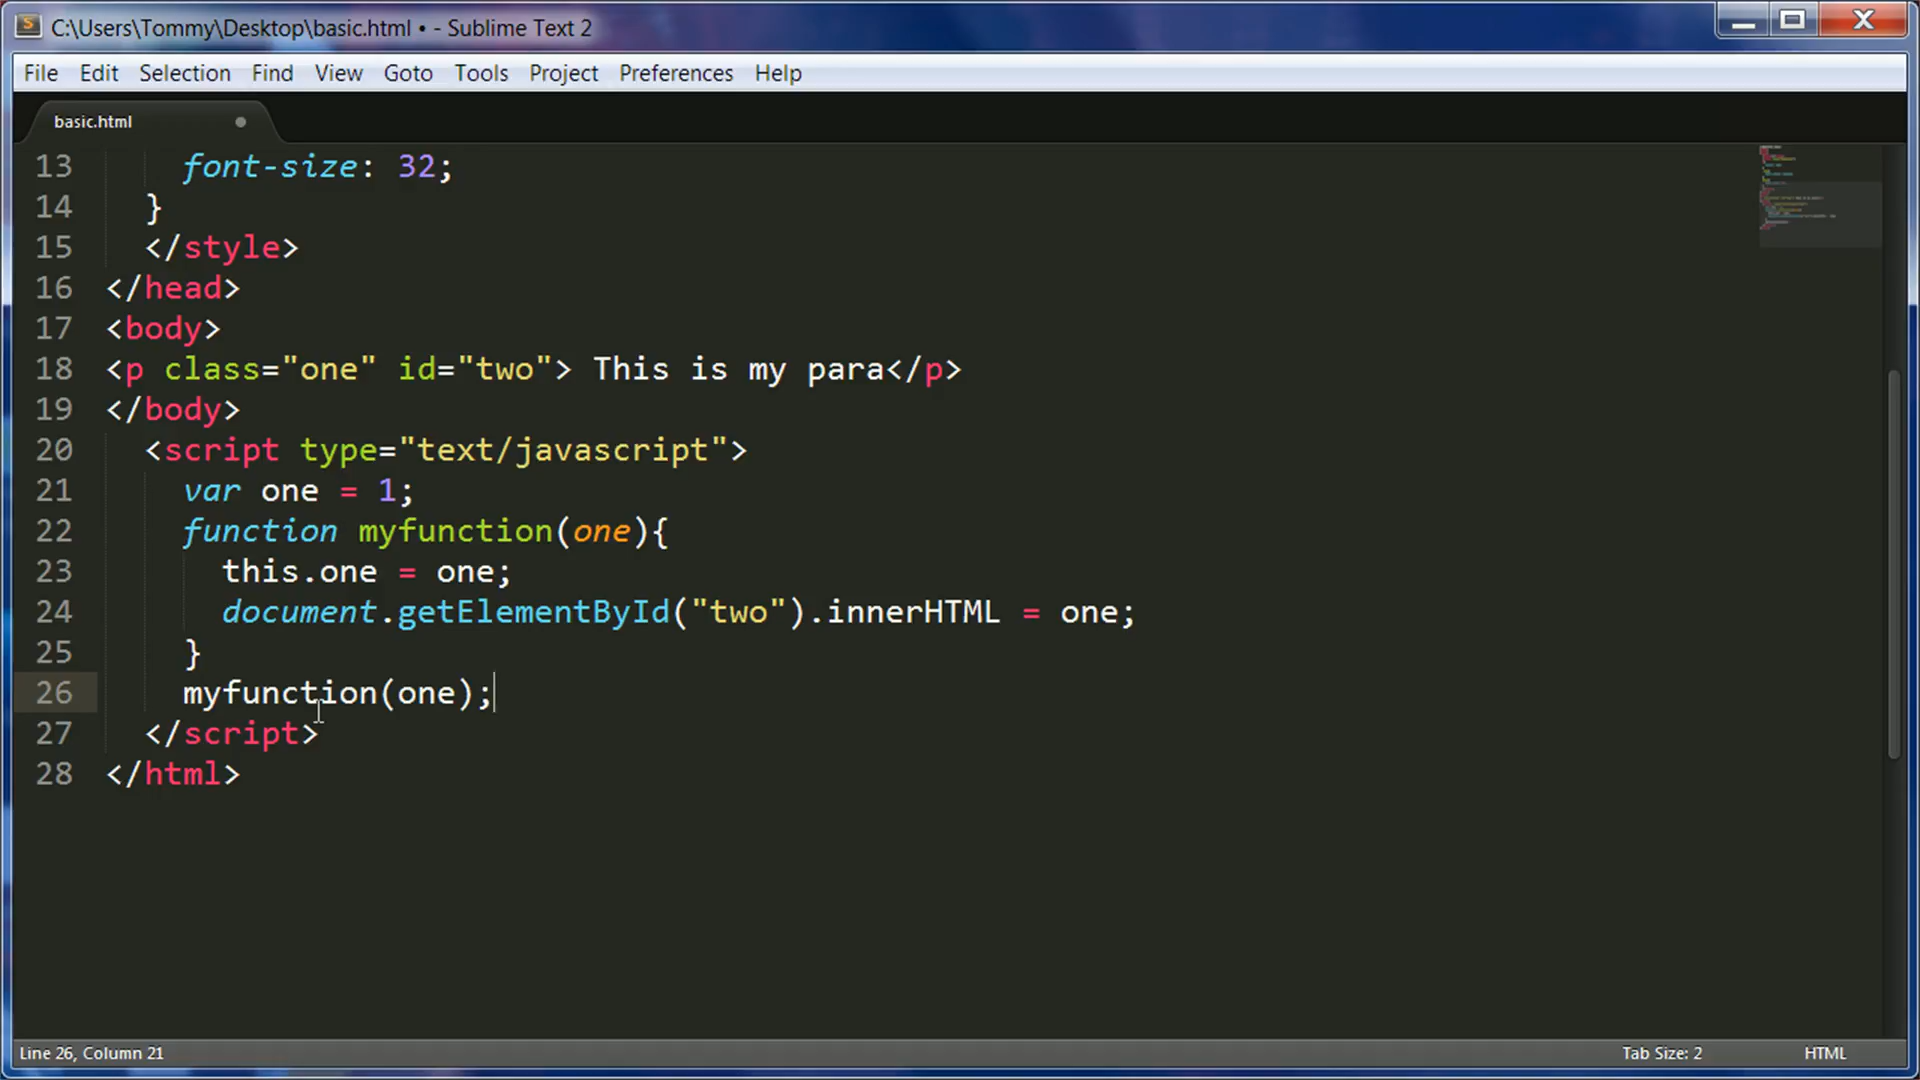 C:\Users\Tommy\Desktop\basic.html • - Sublime Text 2
File Edit Selection Find View Goto Tools Project Preferences Help
basic.html
13 font-size: 32;
14 }
15 </style>
16 </head>
17 <body>
18 <p class="one" id="two"> This is my para</p>
19 </body>
20 <script type="text/javascript">
21 var one = 1;
22 function myfunction(one){
23 this.one = one;
24 document.getElementById("two").innerHTML = one;
25 }
26 myfunction(one);
27 </script>
28 </html>
Line 26, Column 21 Tab Size: 2 HTML